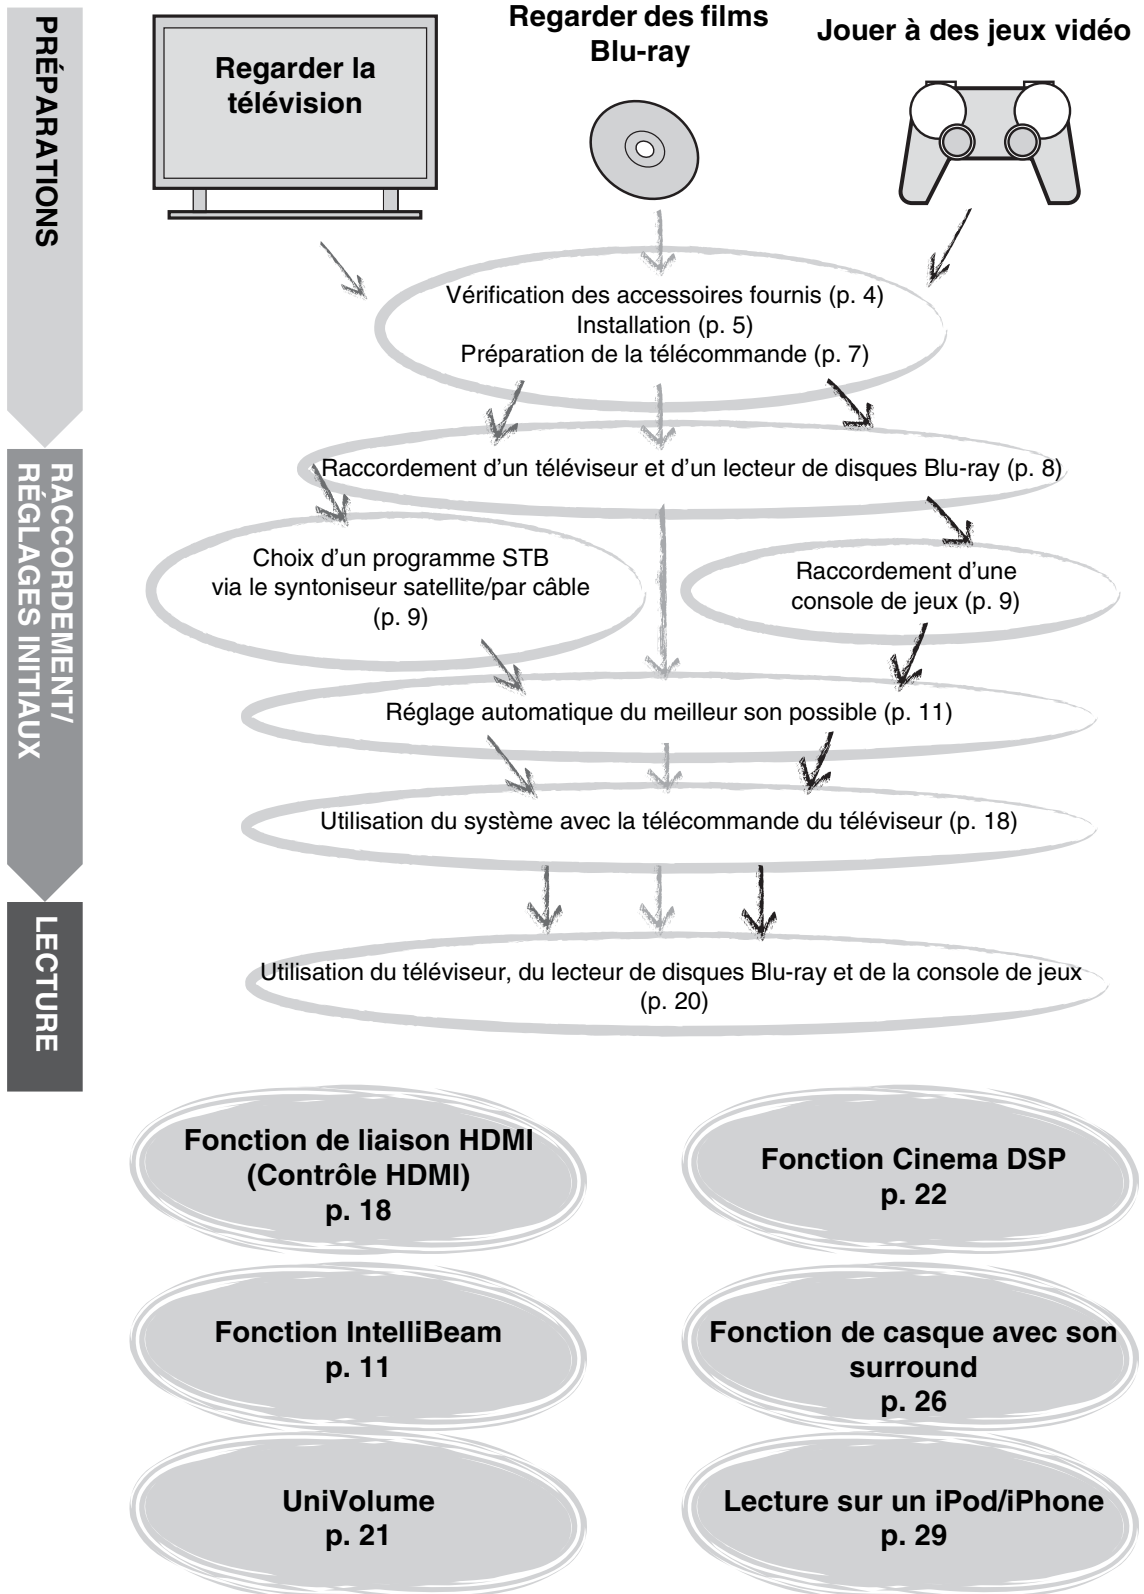 PRÉPARATIONS
Regarder la
télévision
Regarder des films
Blu-ray
Jouer à des jeux vidéo
Vérification des accessoires fournis (p. 4)
Installation (p. 5)
Préparation de la télécommande (p. 7)
RACCORDEMENT/
RÉGLAGES INITIAUX
Raccordement d’un téléviseur et d’un lecteur de disques Blu-ray (p. 8)
Choix d’un programme STB
via le syntoniseur satellite/par câble
(p. 9)
Raccordement d’une
console de jeux (p. 9)
Réglage automatique du meilleur son possible (p. 11)
Utilisation du système avec la télécommande du téléviseur (p. 18)
LECTURE
Utilisation du téléviseur, du lecteur de disques Blu-ray et de la console de jeux
(p. 20)
Fonction de liaison HDMI
(Contrôle HDMI)
p. 18
Fonction Cinema DSP
p. 22
Fonction IntelliBeam
p. 11
Fonction de casque avec son
surround
p. 26
UniVolume
p. 21
Lecture sur un iPod/iPhone
p. 29